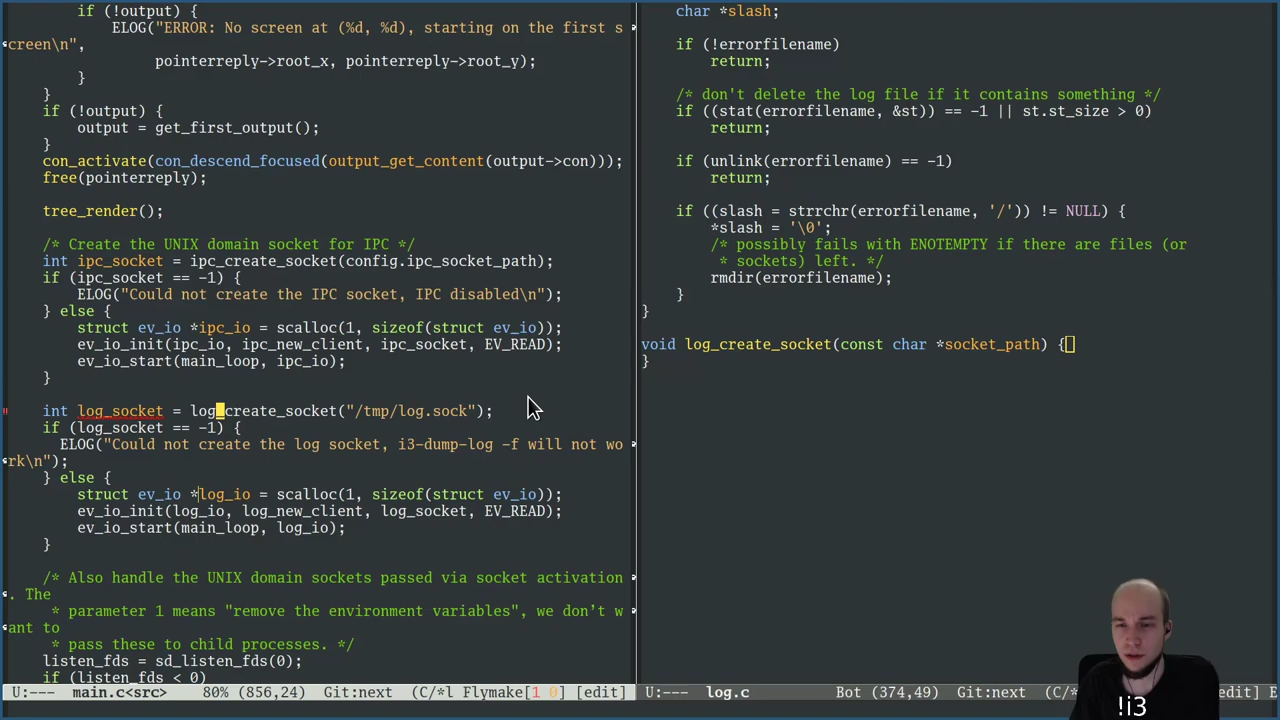 if (!output) {
ELOG("ERROR: No screen at (%d, %d), starting on the first s
creen\n",
pointerreply->root_x, pointerreply->root_y);
}
}
if (!output) {
output = get_first_output();
}
con_activate(con_descend_focused(output_get_content(output->con)));
free(pointerreply);
tree_render();
/* Create the UNIX domain socket for IPC */
int ipc_socket = ipc_create_socket(config.ipc_socket_path);
if (ipc_socket == -1) {
ELOG("Could not create the IPC socket, IPC disabled\n");
} else {
struct ev_io *ipc_io = scalloc(1, sizeof(struct ev_io));
ev_io_init(ipc_io, ipc_new_client, ipc_socket, EV_READ);
ev_io_start(main_loop, ipc_io);
}
int log_socket = log_create_socket("/tmp/log.sock");
if (log_socket == -1) {
ELOG("Could not create the log socket, i3-dump-log -f will not wo
rk\n");
} else {
struct ev_io *log_io = scalloc(1, sizeof(struct ev_io));
ev_io_init(log_io, log_new_client, log_socket, EV_READ);
ev_io_start(main_loop, log_io);
}
/* Also handle the UNIX domain sockets passed via socket activation
. The
* parameter 1 means "remove the environment variables", we don’t w
ant to
* pass these to child processes. */
listen_fds = sd_listen_fds(0);
if (listen_fds < 0)
U:--- main.c<src> 80% (856,24) Git:next (C/*l Flymake[1 0] [edit]
char *slash;
if (!errorfilename)
return;
/* don't delete the log file if it contains something */
if ((stat(errorfilename, &st)) == -1 || st.st_size > 0)
return;
if (unlink(errorfilename) == -1)
return;
if ((slash = strrchr(errorfilename, '/')) != NULL) {
*slash = '\0';
/* possibly fails with ENOTEMPTY if there are files (or
* sockets) left. */
rmdir(errorfilename);
}
}
void log_create_socket(const char *socket_path) {
}
U:--- log.c Bot (374,49) Git:next (C/* edit] E
!i3